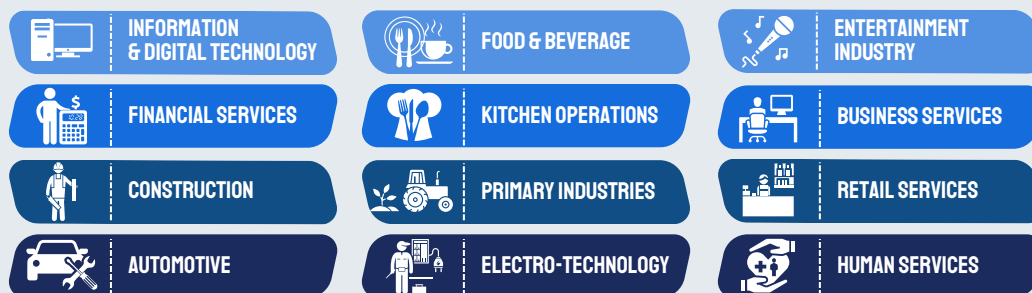 INFORMATION
& DIGITAL TECHNOLOGY
FOOD & BEVERAGE
ENTERTAINMENT
INDUSTRY
$
FINANCIAL SERVICES
KITCHEN OPERATIONS
BUSINESS SERVICES
CONSTRUCTION
PRIMARY INDUSTRIES
RETAIL SERVICES
AUTOMOTIVE
ELECTRO-TECHNOLOGY
HUMAN SERVICES